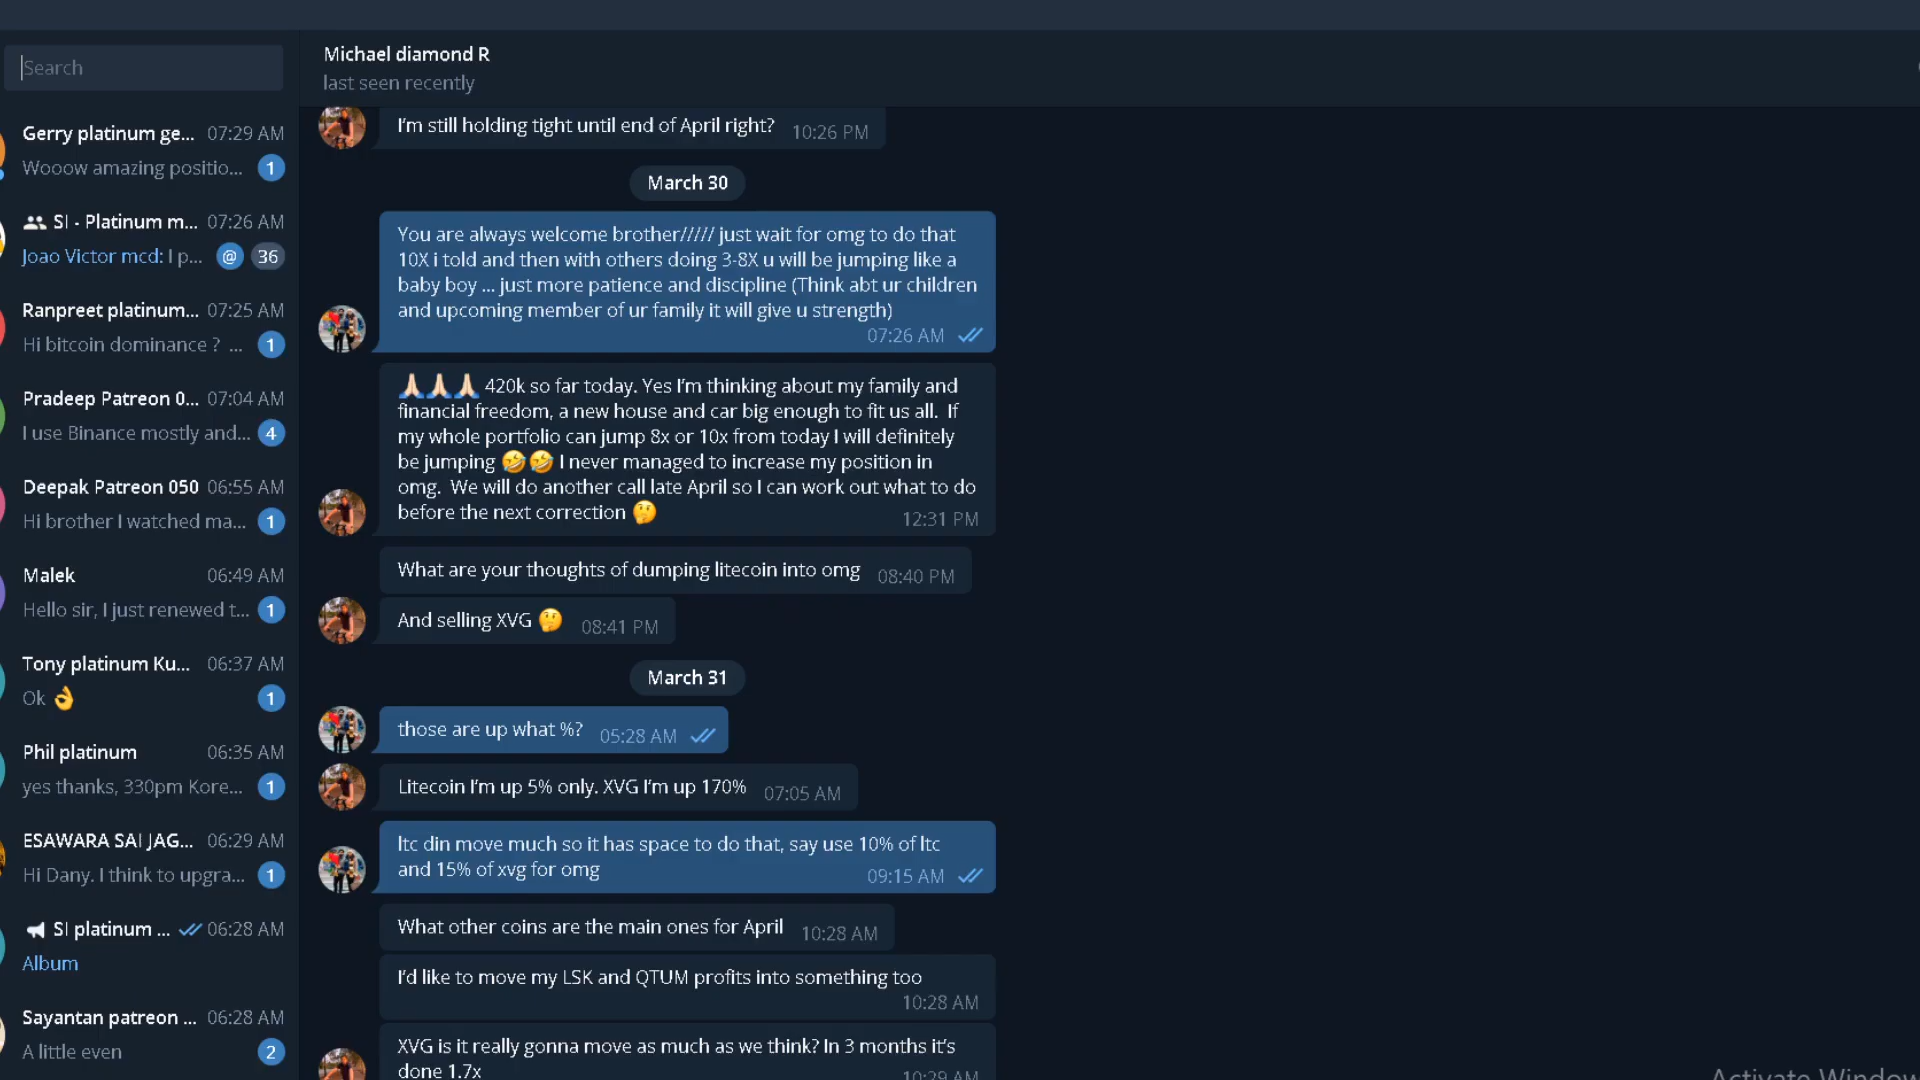 Search
Gerry platinum ge... 07:29 AM
Wooow amazing positio... 1
SI - Platinum m... 07:26 AM
Joao Victor mcd: I p... @ 36
Ranpreet platinum... 07:25 AM
Hi bitcoin dominance ? ... 1
Pradeep Patreon 0... 07:04 AM
I use Binance mostly and... 4
Deepak Patreon 050 06:55 AM
Hi brother I watched ma... 1
Malek 06:49 AM
Hello sir, I just renewed t... 1
Tony platinum Ku... 06:37 AM
Ok 👌 1
Phil platinum 06:35 AM
yes thanks, 330pm Kore... 1
ESAWARA SAI JAG... 06:29 AM
Hi Dany. I think to upgra... 1
SI platinum ... 06:28 AM
Album
Sayantan patreon ... 06:28 AM
A little even 2
Michael diamond R
last seen recently
I'm still holding tight until end of April right? 10:26 PM
March 30
You are always welcome brother///// just wait for omg to do that
10X i told and then with others doing 3-8X u will be jumping like a
baby boy ... just more patience and discipline (Think abt ur children
and upcoming member of ur family it will give u strength)
07:26 AM
🙏🙏🙏 420k so far today. Yes I'm thinking about my family and
financial freedom, a new house and car big enough to fit us all. If
my whole portfolio can jump 8x or 10x from today I will definitely
be jumping 🤣🤣 I never managed to increase my position in
omg. We will do another call late April so I can work out what to do
before the next correction 🤔 12:31 PM
What are your thoughts of dumping litecoin into omg 08:40 PM
And selling XVG 🤔 08:41 PM
March 31
those are up what %? 05:28 AM
Litecoin I'm up 5% only. XVG I'm up 170% 07:05 AM
ltc din move much so it has space to do that, say use 10% of ltc
and 15% of xvg for omg 09:15 AM
What other coins are the main ones for April 10:28 AM
I'd like to move my LSK and QTUM profits into something too
10:28 AM
XVG is it really gonna move as much as we think? In 3 months it's
done 1.7x 10:29 AM
Activate Window